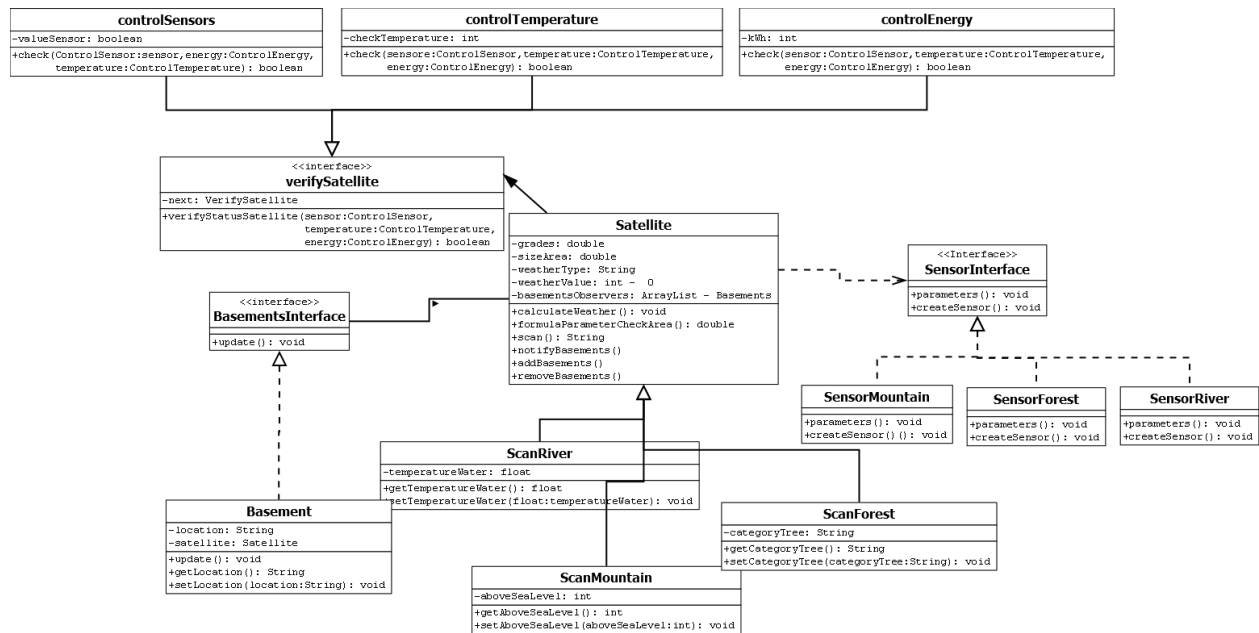 controlSensors
-valueSensor: boolean
+check(ControlSensor:sensor,energy:ControlEnergy,
temperature:ControlTemperature): boolean
controlTemperature
-checkTemperature: int
+check(sensore:ControlSensor,temperature:ControlTemperature,
energy:ControlEnergy): boolean
controlEnergy
-kWh: int
+check(sensor:ControlSensor,temperature:ControlTemperature,
energy:ControlEnergy): boolean
<<interface>>
verifySatellite
-next: VerifySatellite
+verifyStatusSatellite(sensor:ControlSensor,
temperature:ControlTemperature,
energy:ControlEnergy): boolean
Satellite
-grades: double
-sizeArea: double
-weatherType: String
-weatherValue: int - 0
-basementsObservers: ArrayList - Basements
+calculateWeather(): void
+formulaParameterCheckArea(): double
+scan(): String
+notifyBasements()
+addBasements()
+removeBasements()
<<Interface>>
SensorInterface
+parameters(): void
+createSensor(): void
<<interface>>
BasementsInterface
+update(): void
SensorMountain
+parameters(): void
+createSensor()(): void
SensorForest
+parameters(): void
+createSensor(): void
SensorRiver
+parameters(): void
+createSensor(): void
ScanRiver
-temperatureWater: float
+getTemperatureWater(): float
+setTemperatureWater(float:temperatureWater): void
Basement
-location: String
-satellite: Satellite
+update(): void
+getLocation(): String
+setLocation(location:String): void
ScanForest
-categoryTree: String
+getCategoryTree(): String
+setCategoryTree(categoryTree:String): void
ScanMountain
-aboveSeaLevel: int
+getAboveSeaLevel(): int
+setAboveSeaLevel(aboveSeaLevel:int): void